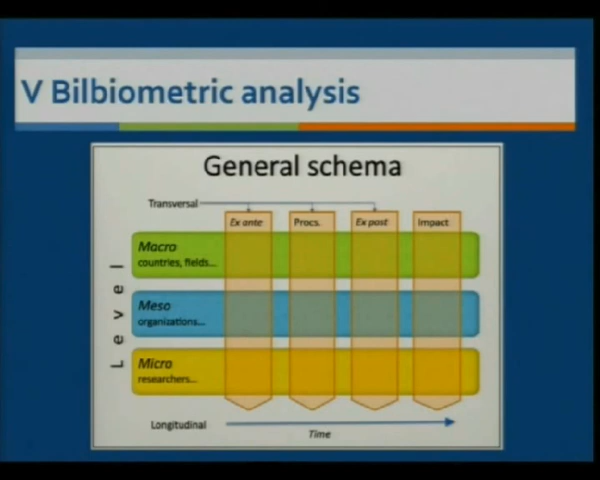 V Bilbiometric analysis
General schema
Transversal
Ex ante Procs. Ex post Impact
Macro
countries, fields...
Meso
organizations...
Micro
researchers...
Level
Longitudinal
Time